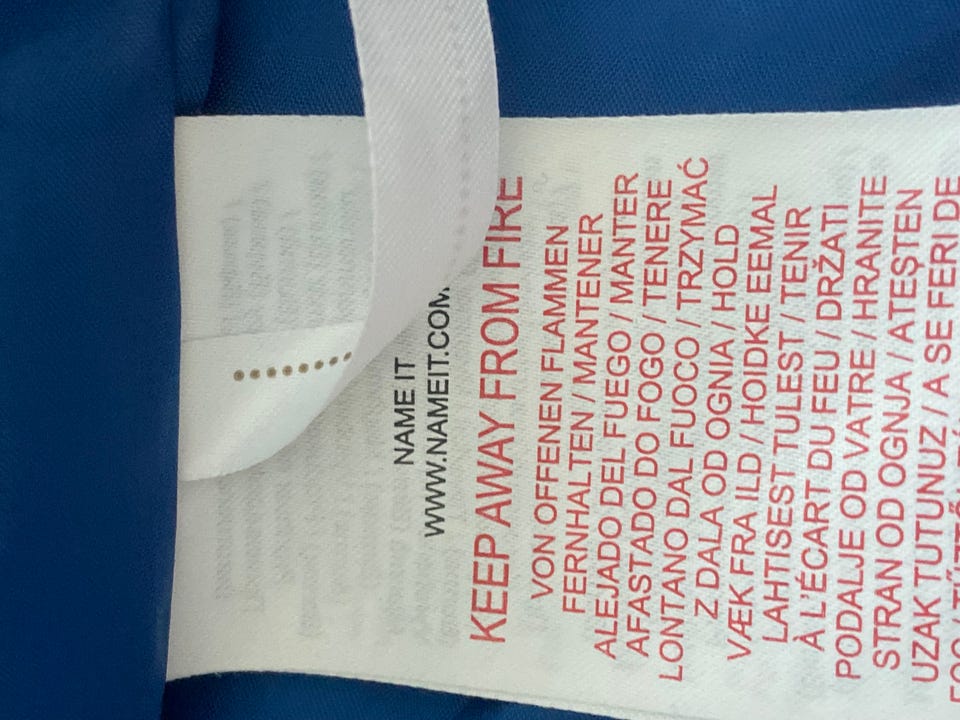 NAME IT
WWW.NAMEIT.COM
KEEP AWAY FROM FIRE
VON OFFENEN FLAMMEN
FERNHALTEN / MANTENER
ALEJADO DEL FUEGO / MANTER
AFASTADO DO FOGO / TENERE
LONTANO DAL FUOCO / TRZYMAĆ
Z DALA OD OGNIA / HOLD
VÆK FRA ILD / HOIDKE EEMAL
LAHTISEST TULEST / TENIR
À L'ÉCART DU FEU / DRŽATI
PODALJE OD VATRE / HRANITE
STRAN OD OGNJA / ATEŞTEN
UZAK TUTUNUZ / A SE FERI DE